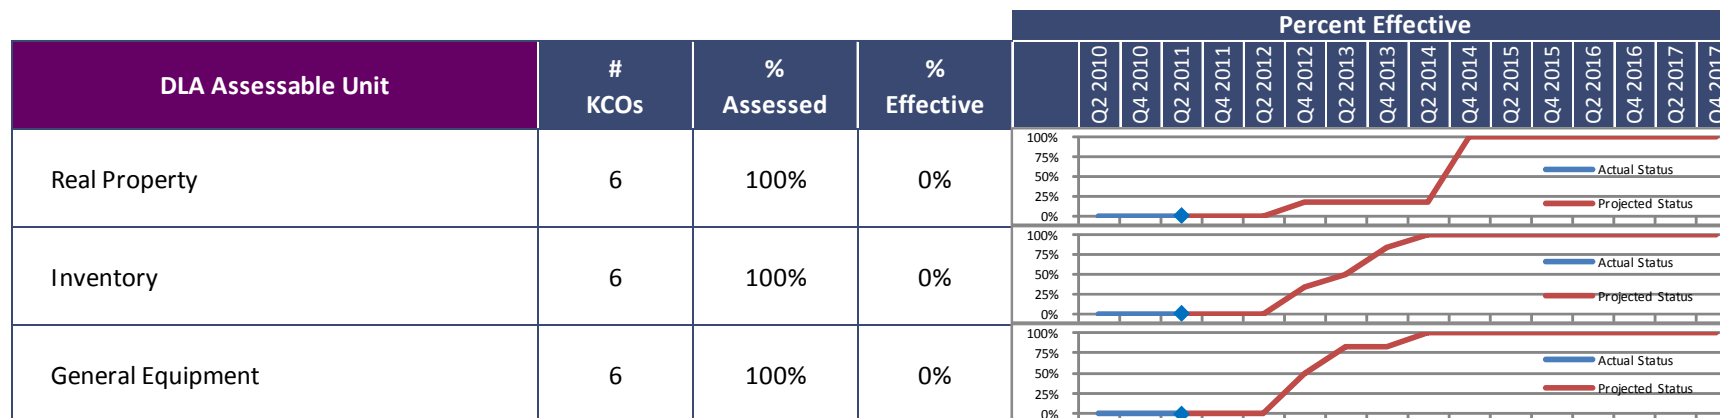 Percent Effective
DLA Assessable Unit
#
KCOs
%
Assessed
%
Effective
Q2 2010
Q4 2010
Q2 2011
Q4 2011
Q2 2012
Q4 2012
Q2 2013
Q4 2013
Q2 2014
Q4 2014
Q2 2015
Q4 2015
Q2 2016
Q4 2016
Q2 2017
Q4 2017
Real Property
6
100%
0%
100%
75%
50%
25%
0%
Actual Status
Projected Status
Inventory
6
100%
0%
100%
75%
50%
25%
0%
Actual Status
Projected Status
General Equipment
6
100%
0%
100%
75%
50%
25%
0%
Actual Status
Projected Status